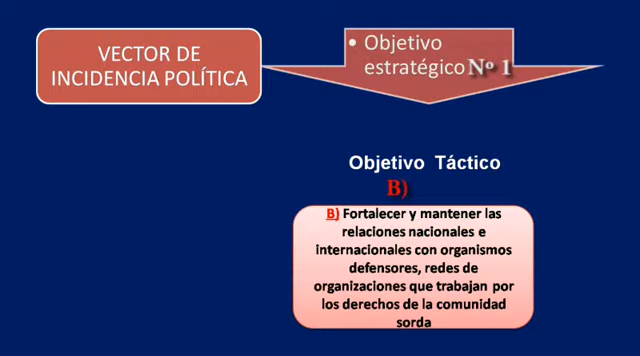 VECTOR DE
INCIDENCIA POLÍTICA
• Objetivo
estratégico Nº 1
Objetivo Táctico
B)
B) Fortalecer y mantener las
relaciones nacionales e
internacionales con organismos
defensores, redes de
organizaciones que trabajan por
los derechos de la comunidad
sorda